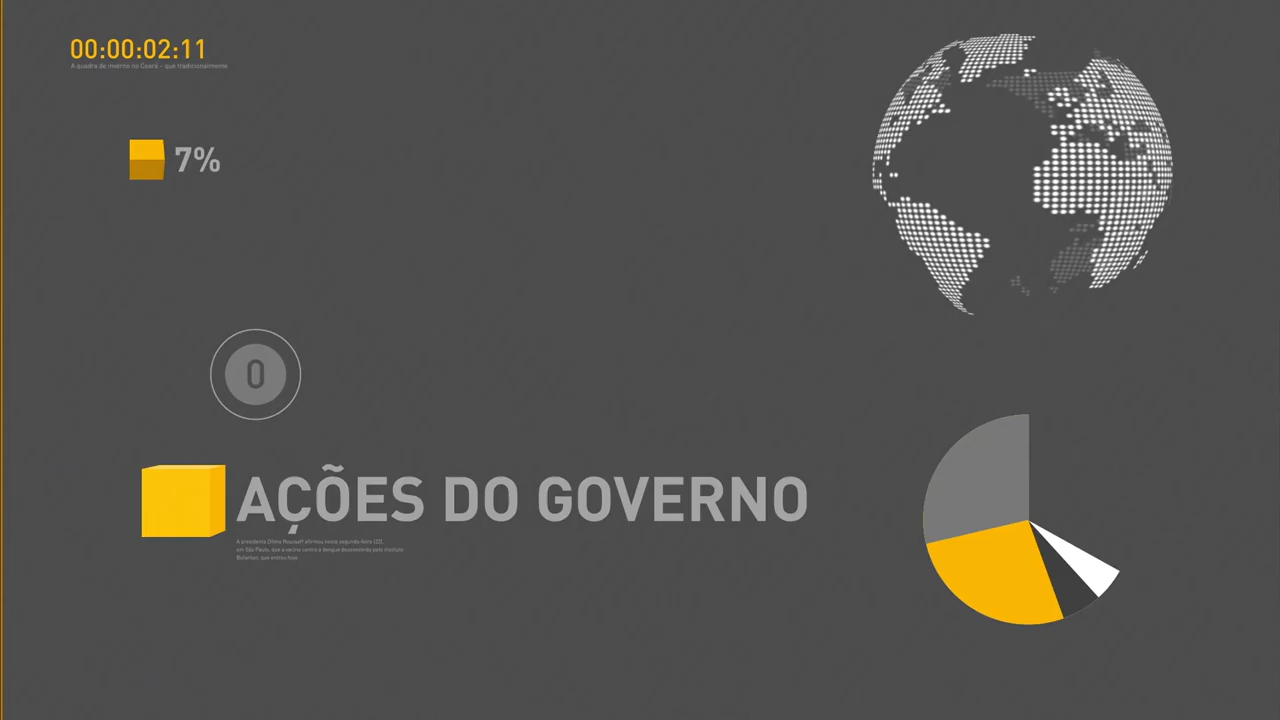 00:00:02:11
A quadra de inverno no Ceará – que tradicionalmente
7%
0
AÇÕES DO GOVERNO
A presidenta Dilma Rousseff afirmou nesta segunda-feira (22),
em São Paulo, que a vacina contra a dengue desenvolvida pelo Instituto
Butantan, que entrou hoje